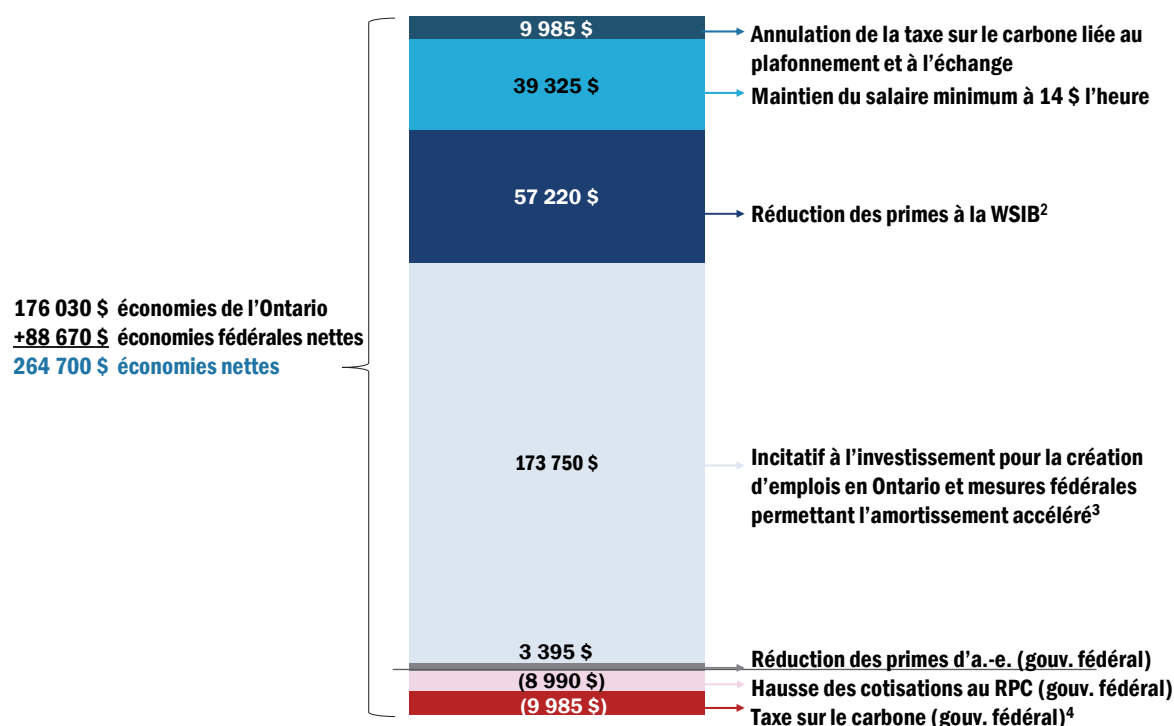 9 985 $
Annulation de la taxe sur le carbone liée au
plafonnement et à l'échange
39 325 $
Maintien du salaire minimum à 14 $ l'heure
57 220 $
Réduction des primes à la WSIB²
176 030 $ économies de l'Ontario
+88 670 $ économies fédérales nettes
264 700 $ économies nettes
173 750 $
Incitatif à l'investissement pour la création
d'emplois en Ontario et mesures fédérales
permettant l'amortissement accéléré³
3 395 $
Réduction des primes d'a.-e. (gouv. fédéral)
(8 990 $)
Hausse des cotisations au RPC (gouv. fédéral)
(9 985 $)
Taxe sur le carbone (gouv. fédéral)⁴